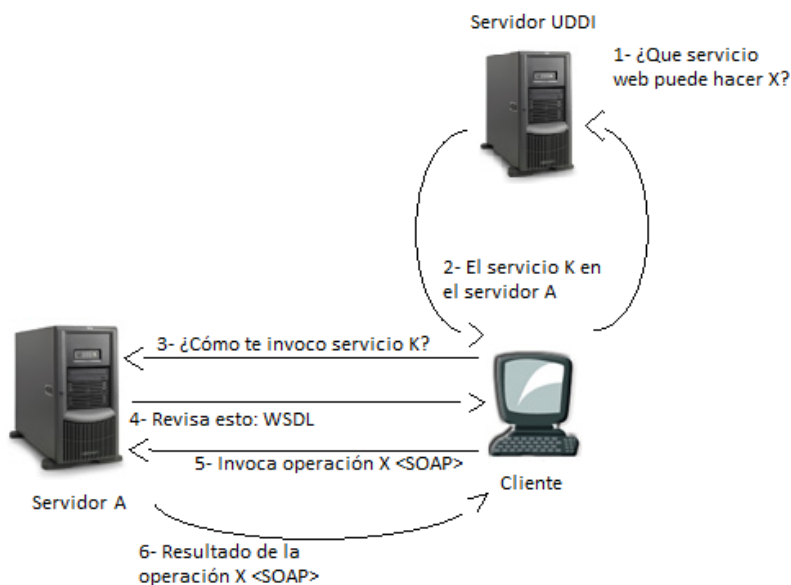 Servidor UDDI
1- ¿Que servicio
web puede hacer X?
2- El servicio K en
el servidor A
3- ¿Cómo te invoco servicio K?
4- Revisa esto: WSDL
5- Invoca operación X <SOAP>
Cliente
Servidor A
6- Resultado de la
operación X <SOAP>